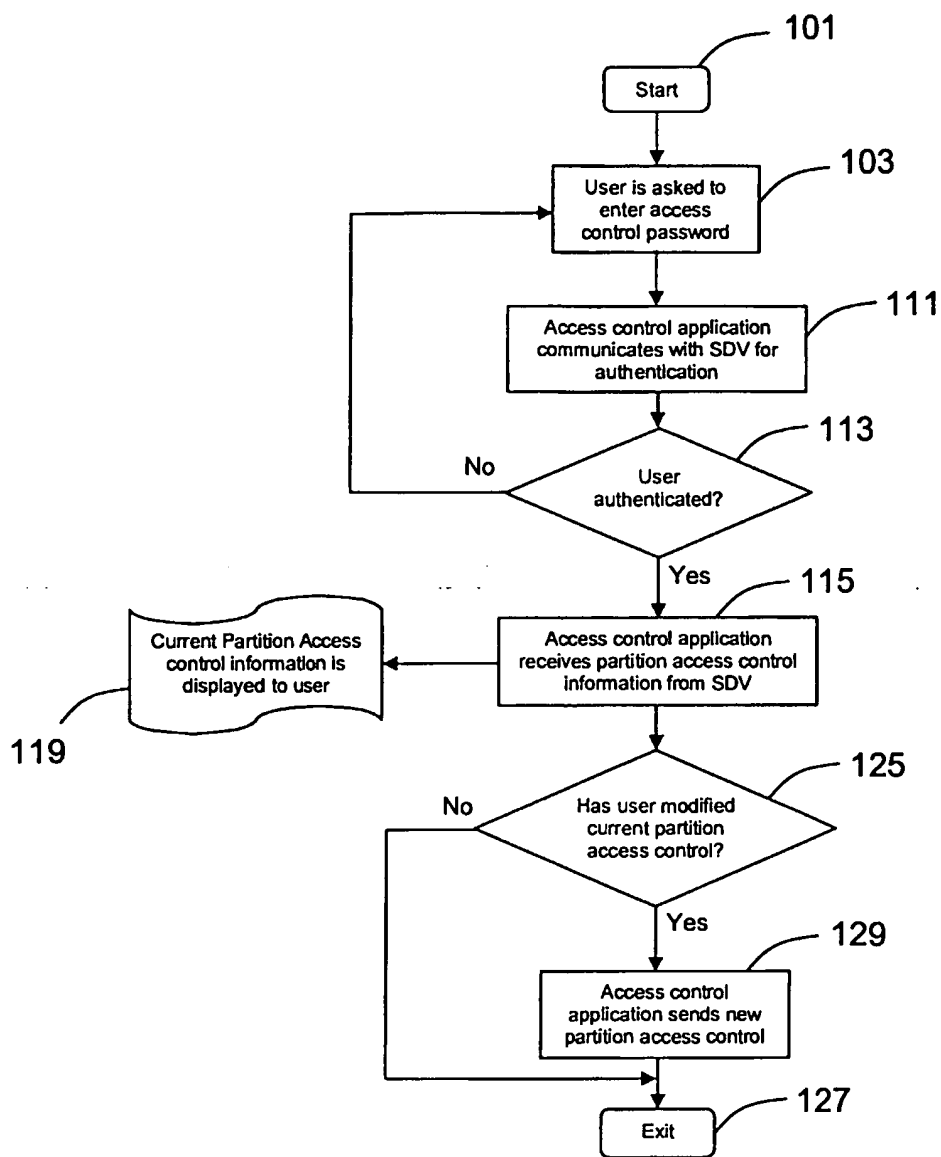 101
Start
103
User is asked to
enter access
control password
111
Access control application
communicates with SDV for
authentication
113
No
User
authenticated?
Yes
115
Access control application
receives partition access control
information from SDV
Current Partition Access
control information is
displayed to user
119
125
No
Has user modified
current partition
access control?
Yes
129
Access control
application sends new
partition access control
127
Exit